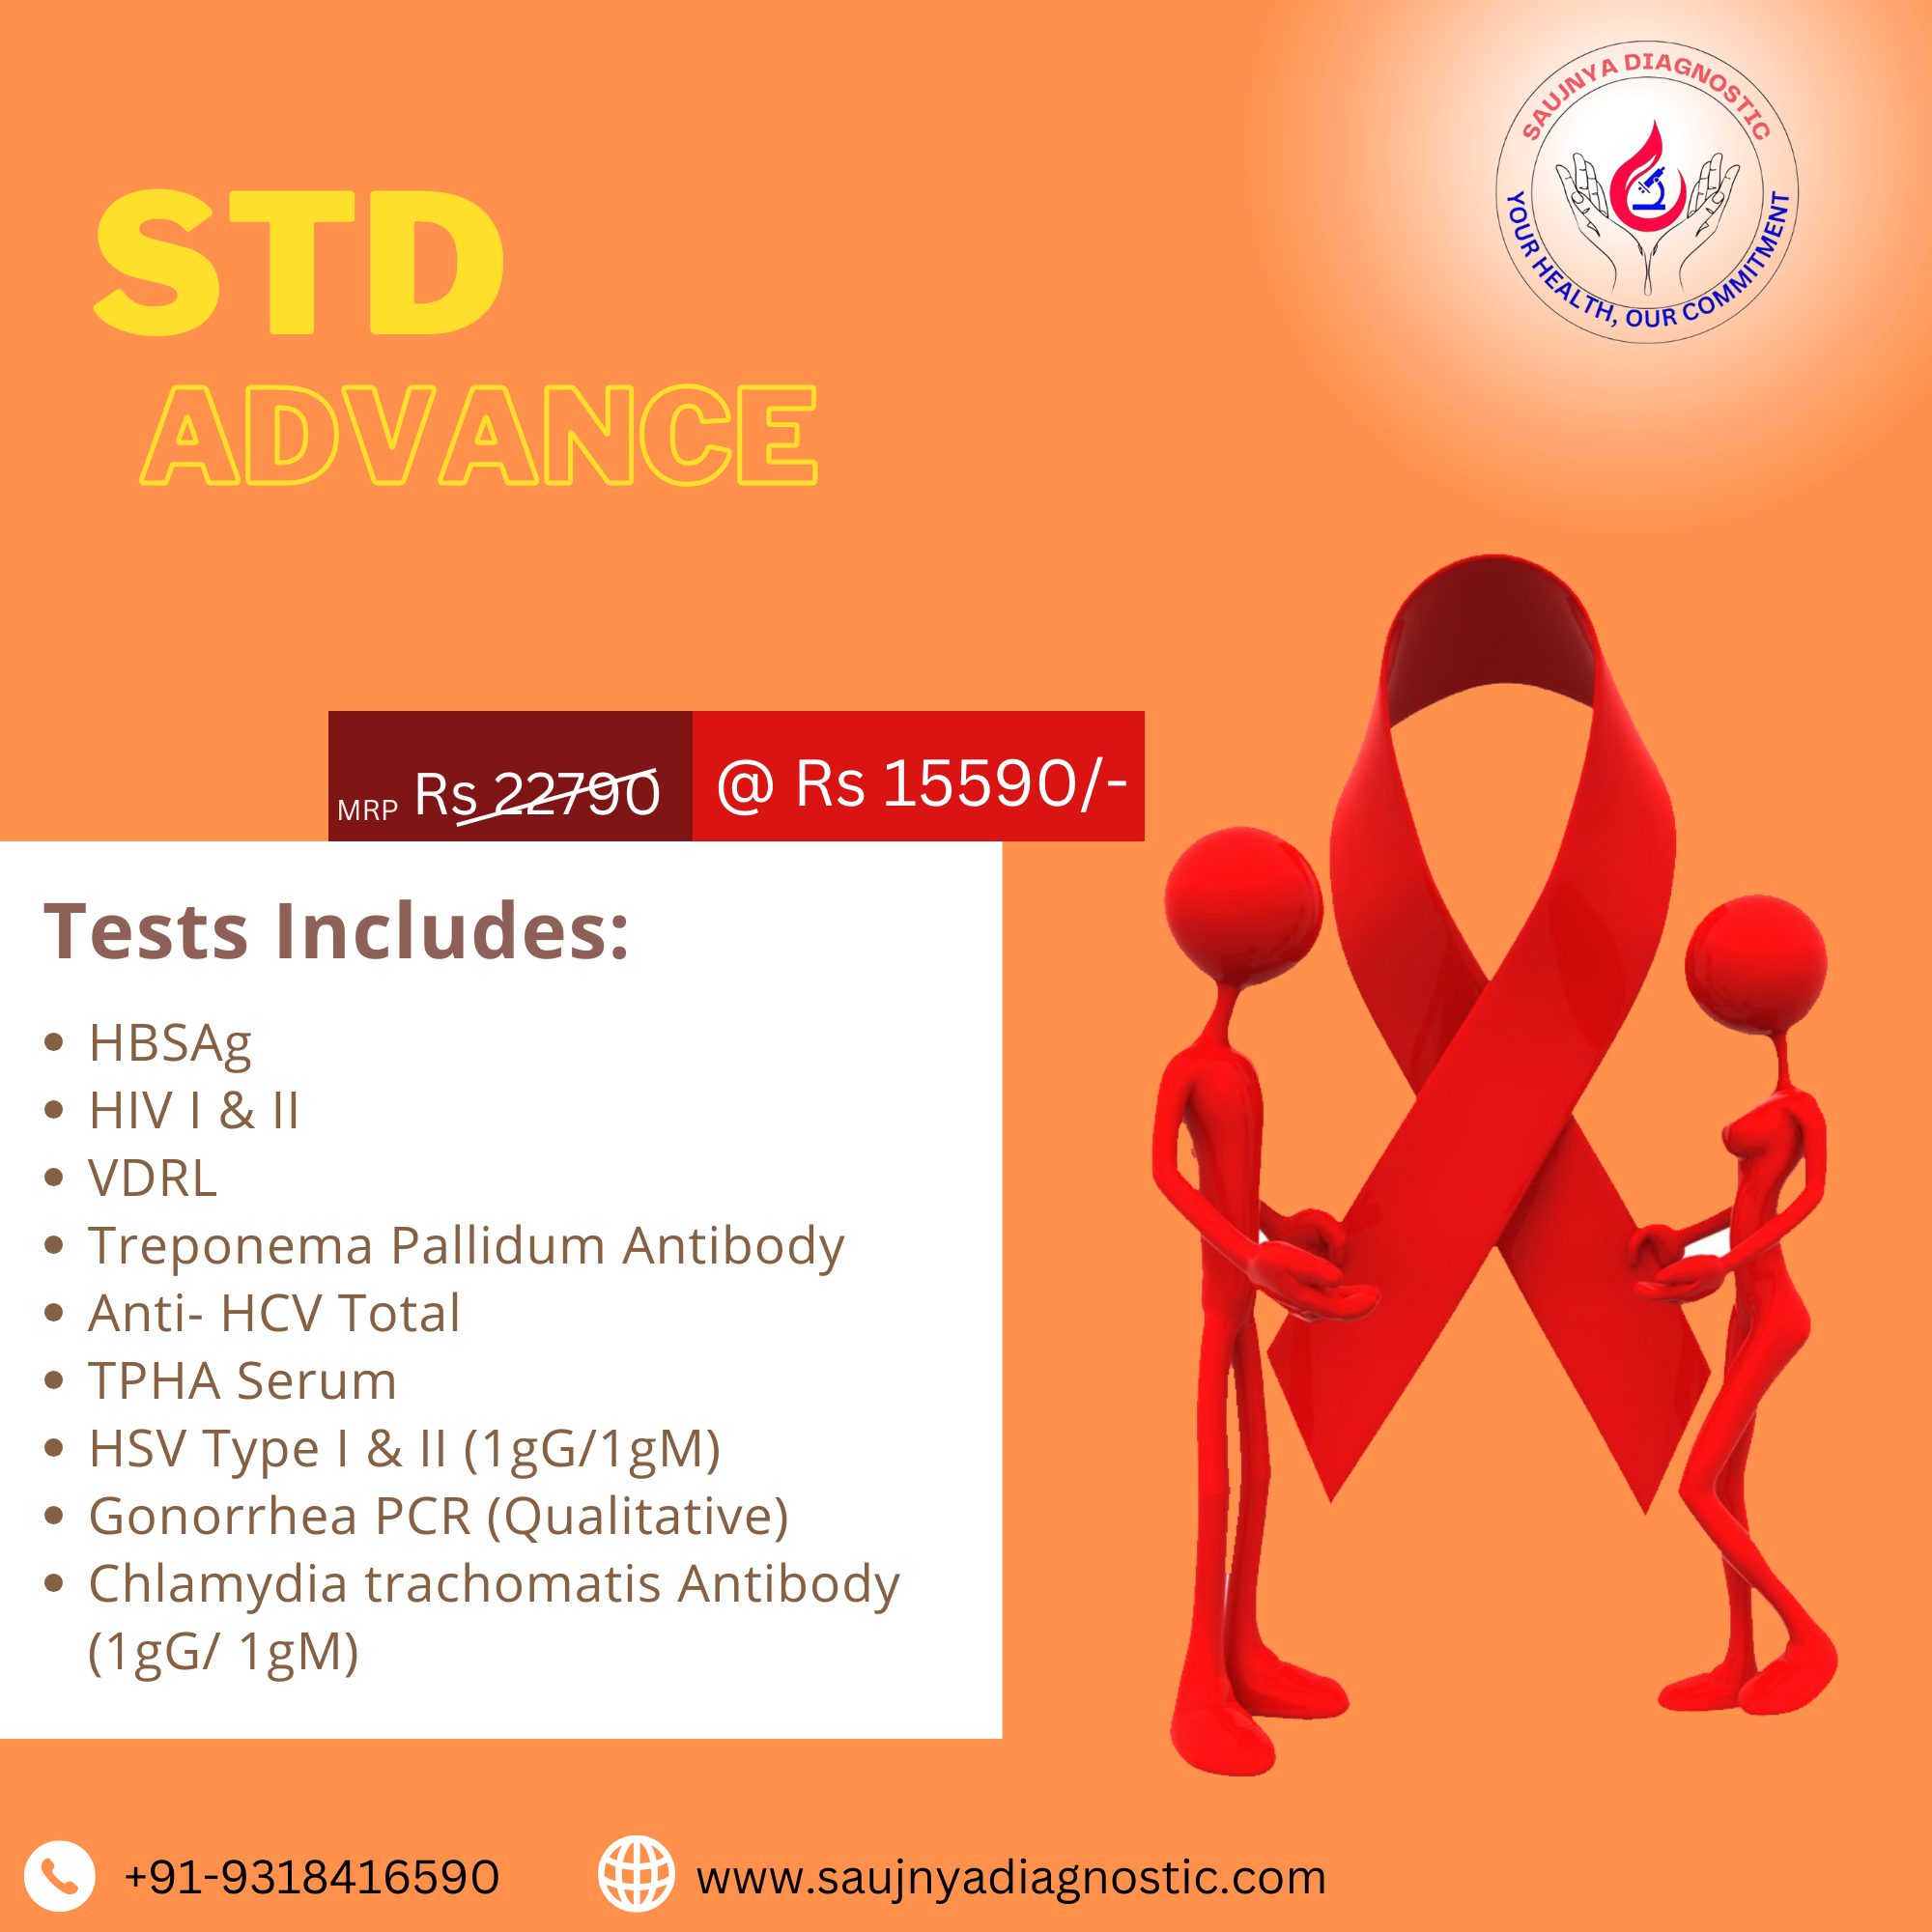 SAUJNYA DIAGNOSTIC
YOUR HEALTH, OUR COMMITMENT
STD
ADVANCE
MRP Rs 22790 @ Rs 15590/-
Tests Includes:
• HBSAg
• HIV I & II
• VDRL
• Treponema Pallidum Antibody
• Anti- HCV Total
• TPHA Serum
• HSV Type I & II (1gG/1gM)
• Gonorrhea PCR (Qualitative)
• Chlamydia trachomatis Antibody
(1gG/ 1gM)
+91-9318416590 www.saujnyadiagnostic.com